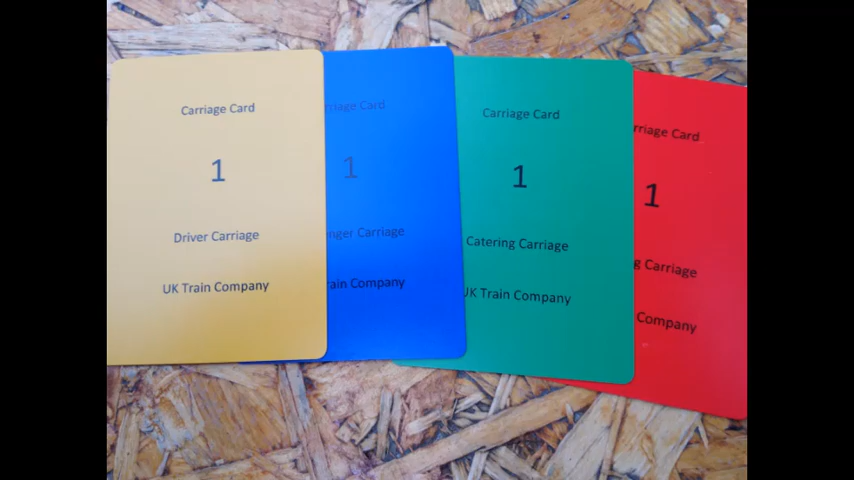 Carriage Card
1
Driver Carriage
UK Train Company
riage Card
1
nger Carriage
rain Company
Carriage Card
1
Catering Carriage
UK Train Company
rriage Card
1
g Carriage
Company